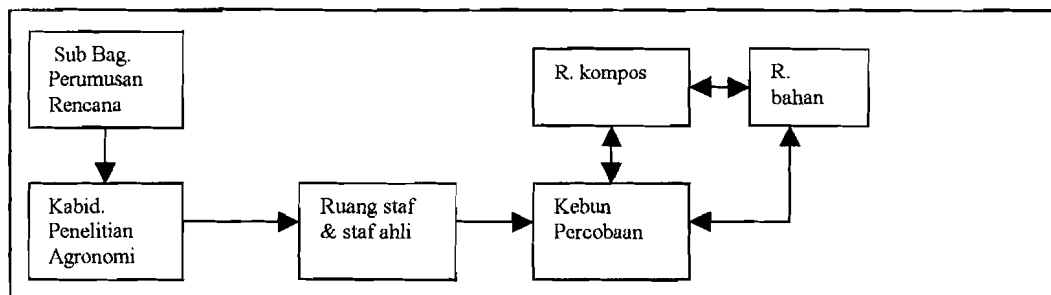 Sub Bag.
Perumusan
Rencana
R. kompos
R.
bahan
Kabid.
Penelitian
Agronomi
Ruang staf
& staf ahli
Kebun
Percobaan